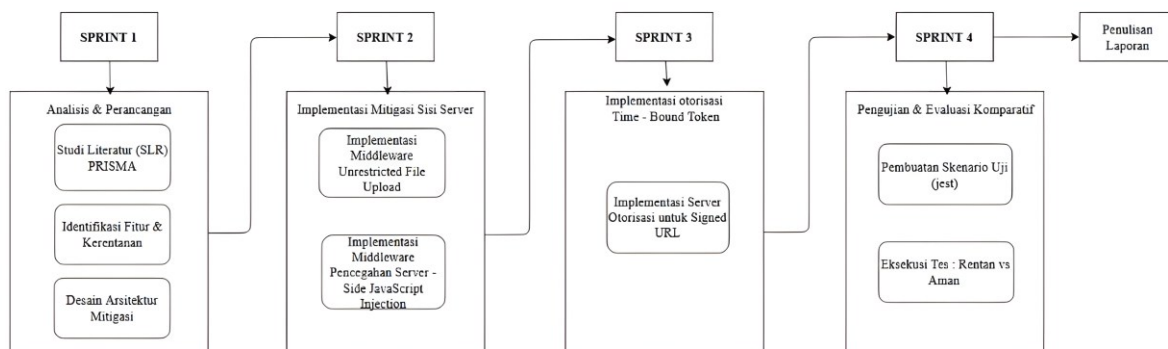 SPRINT 1
Analisis & Perancangan
Studi Literatur (SLR)
PRISMA
Identifikasi Fitur &
Kerentanan
Desain Arsitektur
Mitigasi
SPRINT 2
Implementasi Mitigasi Sisi Server
Implementasi
Middleware
Unrestricted File
Upload
Implementasi
Middleware
Pencegahan Server -
Side JavaScript
Injection
SPRINT 3
Implementasi otorisasi
Time - Bound Token
Implementasi Server
Otorisasi untuk Signed
URL
SPRINT 4
Pengujian & Evaluasi Komparatif
Pembuatan Skenario Uji
(jest)
Eksekusi Tes : Rentan vs
Aman
Penulisan
Laporan